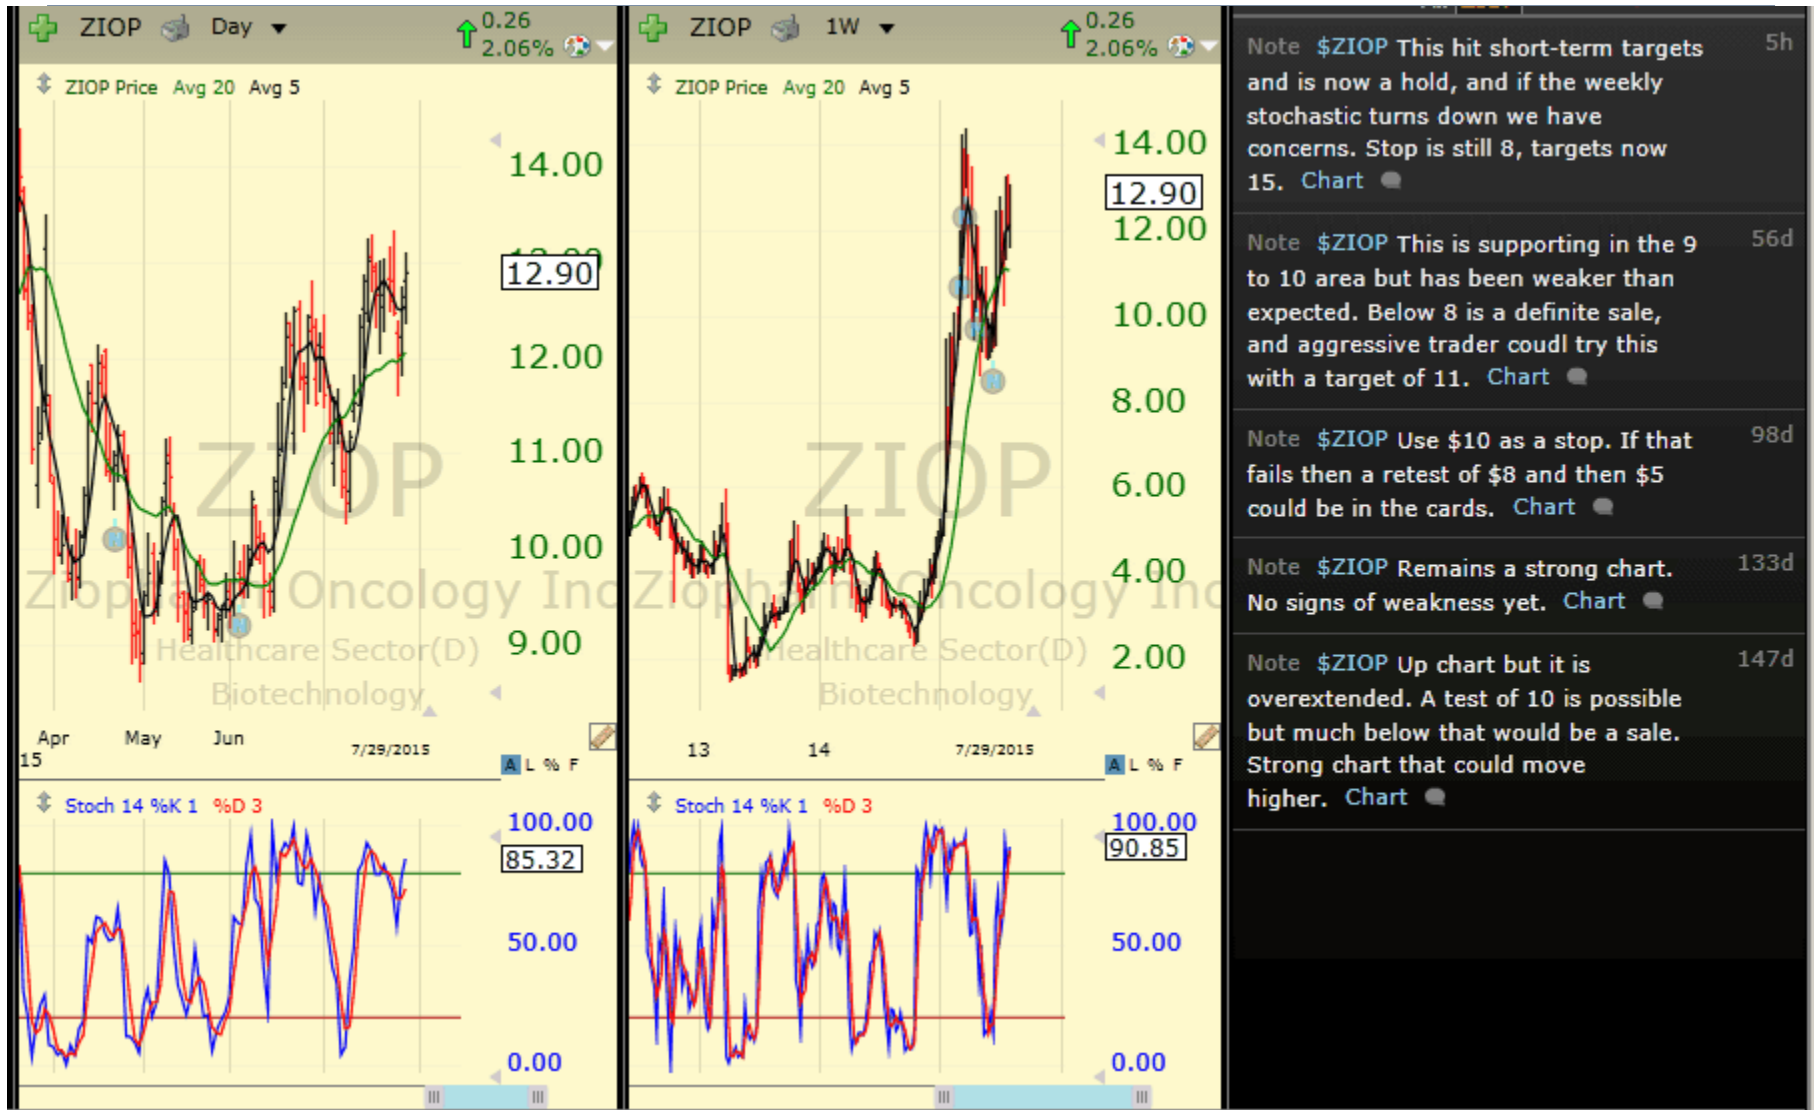 ZIOP Day 0.26
2.06%
ZIOP Price Avg 20 Avg 5
14.00
12.90
12.00
11.00
10.00
9.00
ZIOP
Ziopharm Oncology Inc
Healthcare Sector(D)
Biotechnology
Apr May Jun 7/29/2015
15
A L % F
Stoch 14 %K 1 %D 3
100.00
85.32
50.00
0.00
ZIOP 1W 0.26
2.06%
ZIOP Price Avg 20 Avg 5
14.00
12.90
12.00
10.00
8.00
6.00
4.00
2.00
ZIOP
Ziopharm Oncology Inc
Healthcare Sector(D)
Biotechnology
13 14 7/29/2015
A L % F
Stoch 14 %K 1 %D 3
100.00
90.85
50.00
0.00
Note $ZIOP This hit short-term targets 5h
and is now a hold, and if the weekly
stochastic turns down we have
concerns. Stop is still 8, targets now
15. Chart
Note $ZIOP This is supporting in the 9 56d
to 10 area but has been weaker than
expected. Below 8 is a definite sale,
and aggressive trader coudl try this
with a target of 11. Chart
Note $ZIOP Use $10 as a stop. If that 98d
fails then a retest of $8 and then $5
could be in the cards. Chart
Note $ZIOP Remains a strong chart. 133d
No signs of weakness yet. Chart
Note $ZIOP Up chart but it is 147d
overextended. A test of 10 is possible
but much below that would be a sale.
Strong chart that could move
higher. Chart